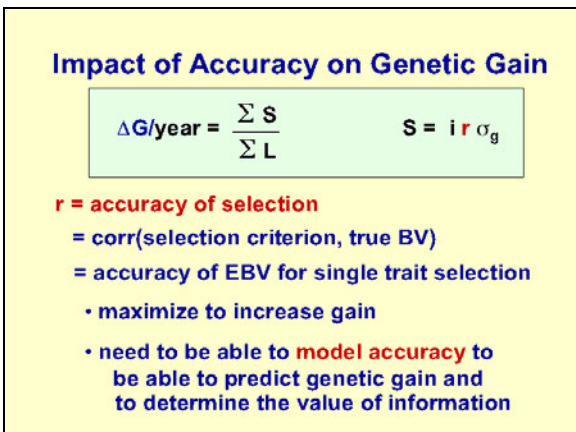 Impact of Accuracy on Genetic Gain
ΔG/year = Σ S / Σ L S = i r σg
r = accuracy of selection
= corr(selection criterion, true BV)
= accuracy of EBV for single trait selection
• maximize to increase gain
• need to be able to model accuracy to
be able to predict genetic gain and
to determine the value of information